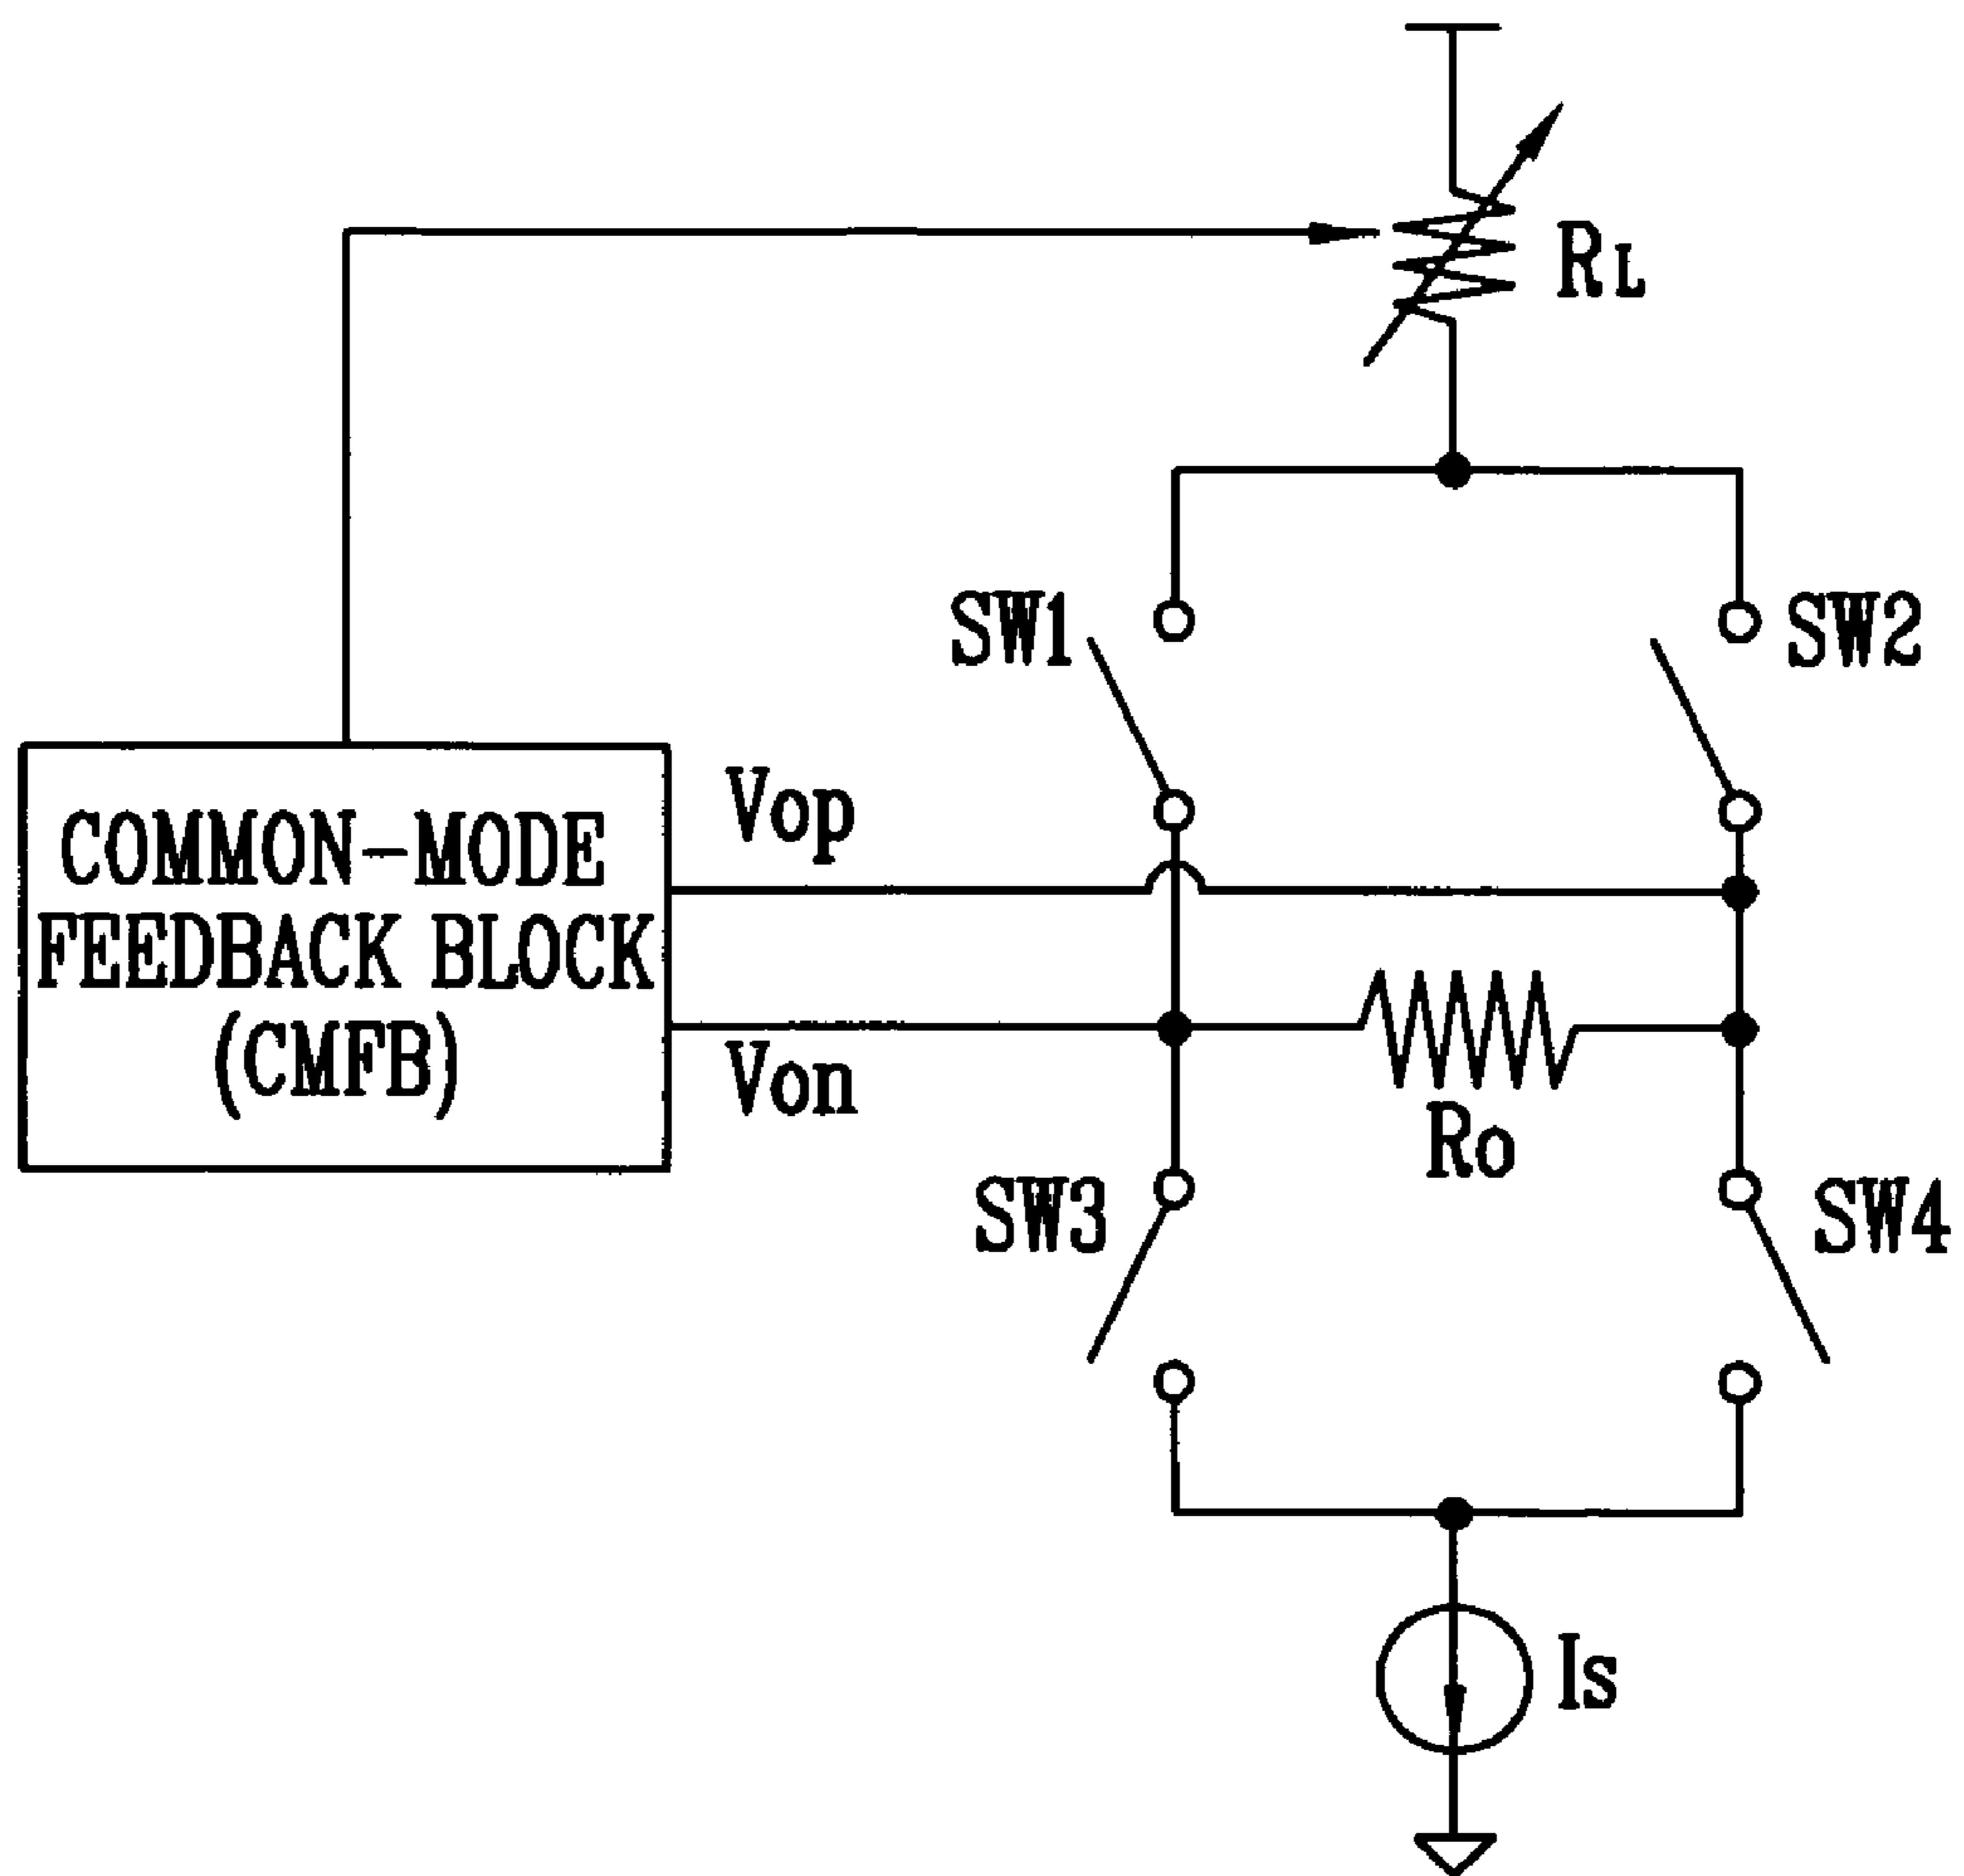 RL
SW1
SW2
Vop
COMMON-MODE
FEEDBACK BLOCK
(CMFB)
Von
Ro
SW3
SW4
Is